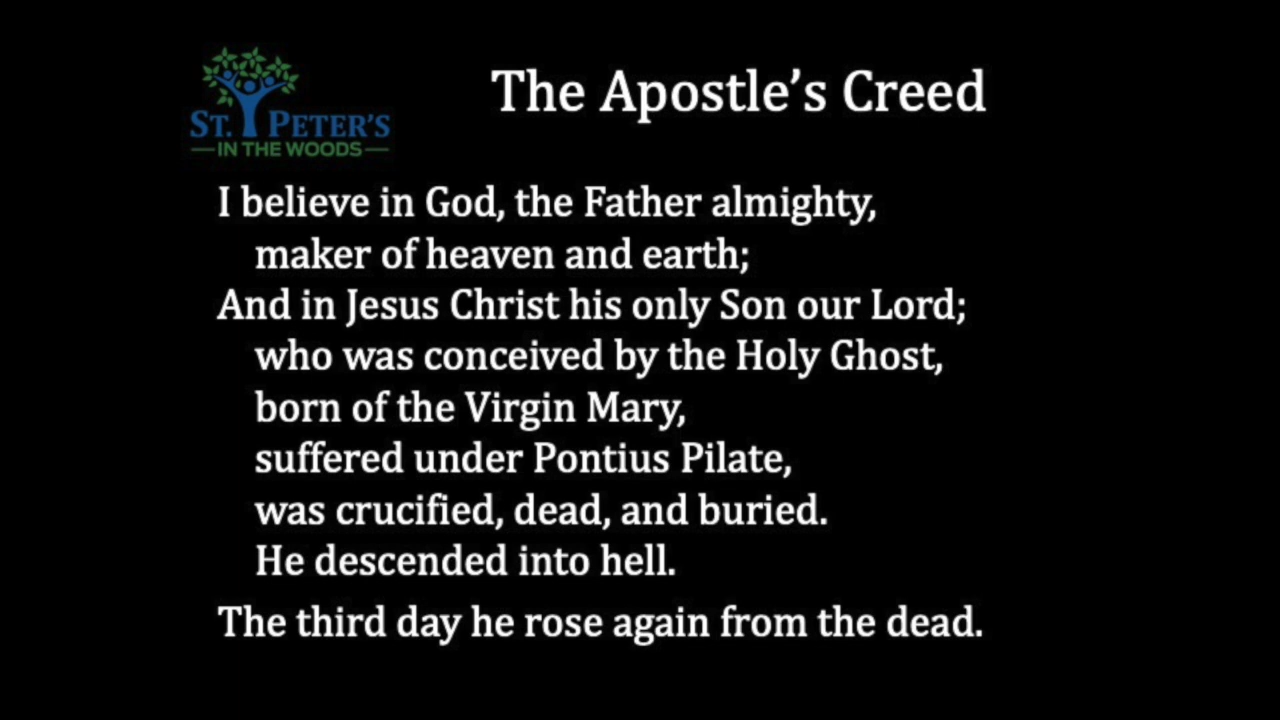 The Apostle’s Creed
ST. PETER'S
IN THE WOODS
I believe in God, the Father almighty,
maker of heaven and earth;
And in Jesus Christ his only Son our Lord;
who was conceived by the Holy Ghost,
born of the Virgin Mary,
suffered under Pontius Pilate,
was crucified, dead, and buried.
He descended into hell.
The third day he rose again from the dead.